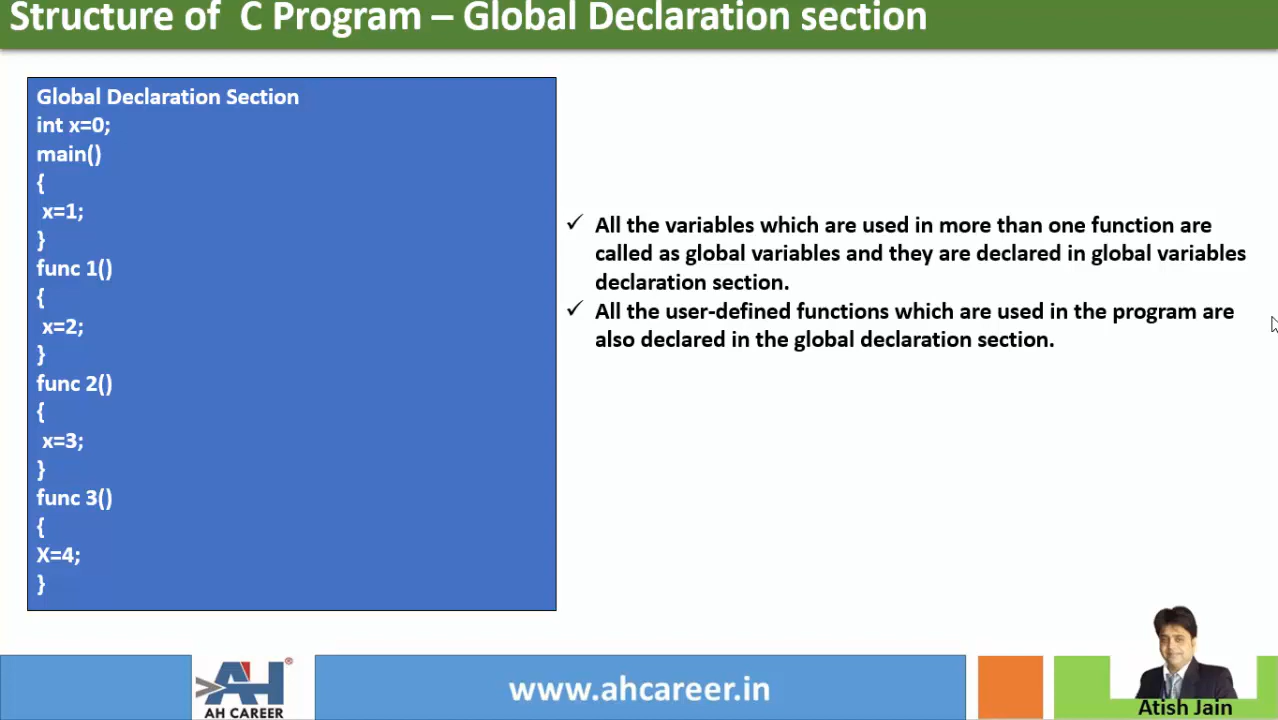 Structure of C Program – Global Declaration section
Global Declaration Section
int x=0;
main()
{
x=1;
}
func 1()
{
x=2;
}
func 2()
{
x=3;
}
func 3()
{
X=4;
}
✓ All the variables which are used in more than one function are
called as global variables and they are declared in global variables
declaration section.
✓ All the user-defined functions which are used in the program are
also declared in the global declaration section.
AH ®
AH CAREER
www.ahcareer.in
Atish Jain